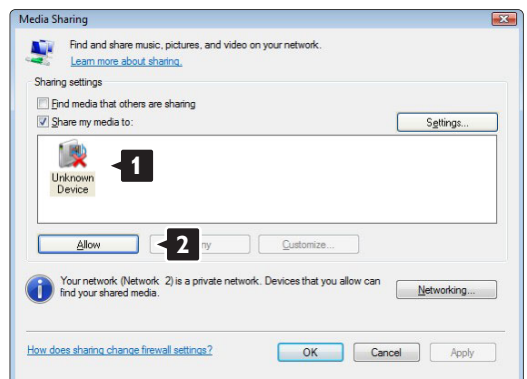 Media Sharing
Find and share music, pictures, and video on your network.
Learn more about sharing.
Sharing settings
Find media that others are sharing
Share my media to:
Settings...
Unknown
Device
1
Allow
2
ny
Customize...
Your network (Network 2) is a private network. Devices that you allow can
find your shared media.
Networking...
How does sharing change firewall settings?
OK
Cancel
Apply